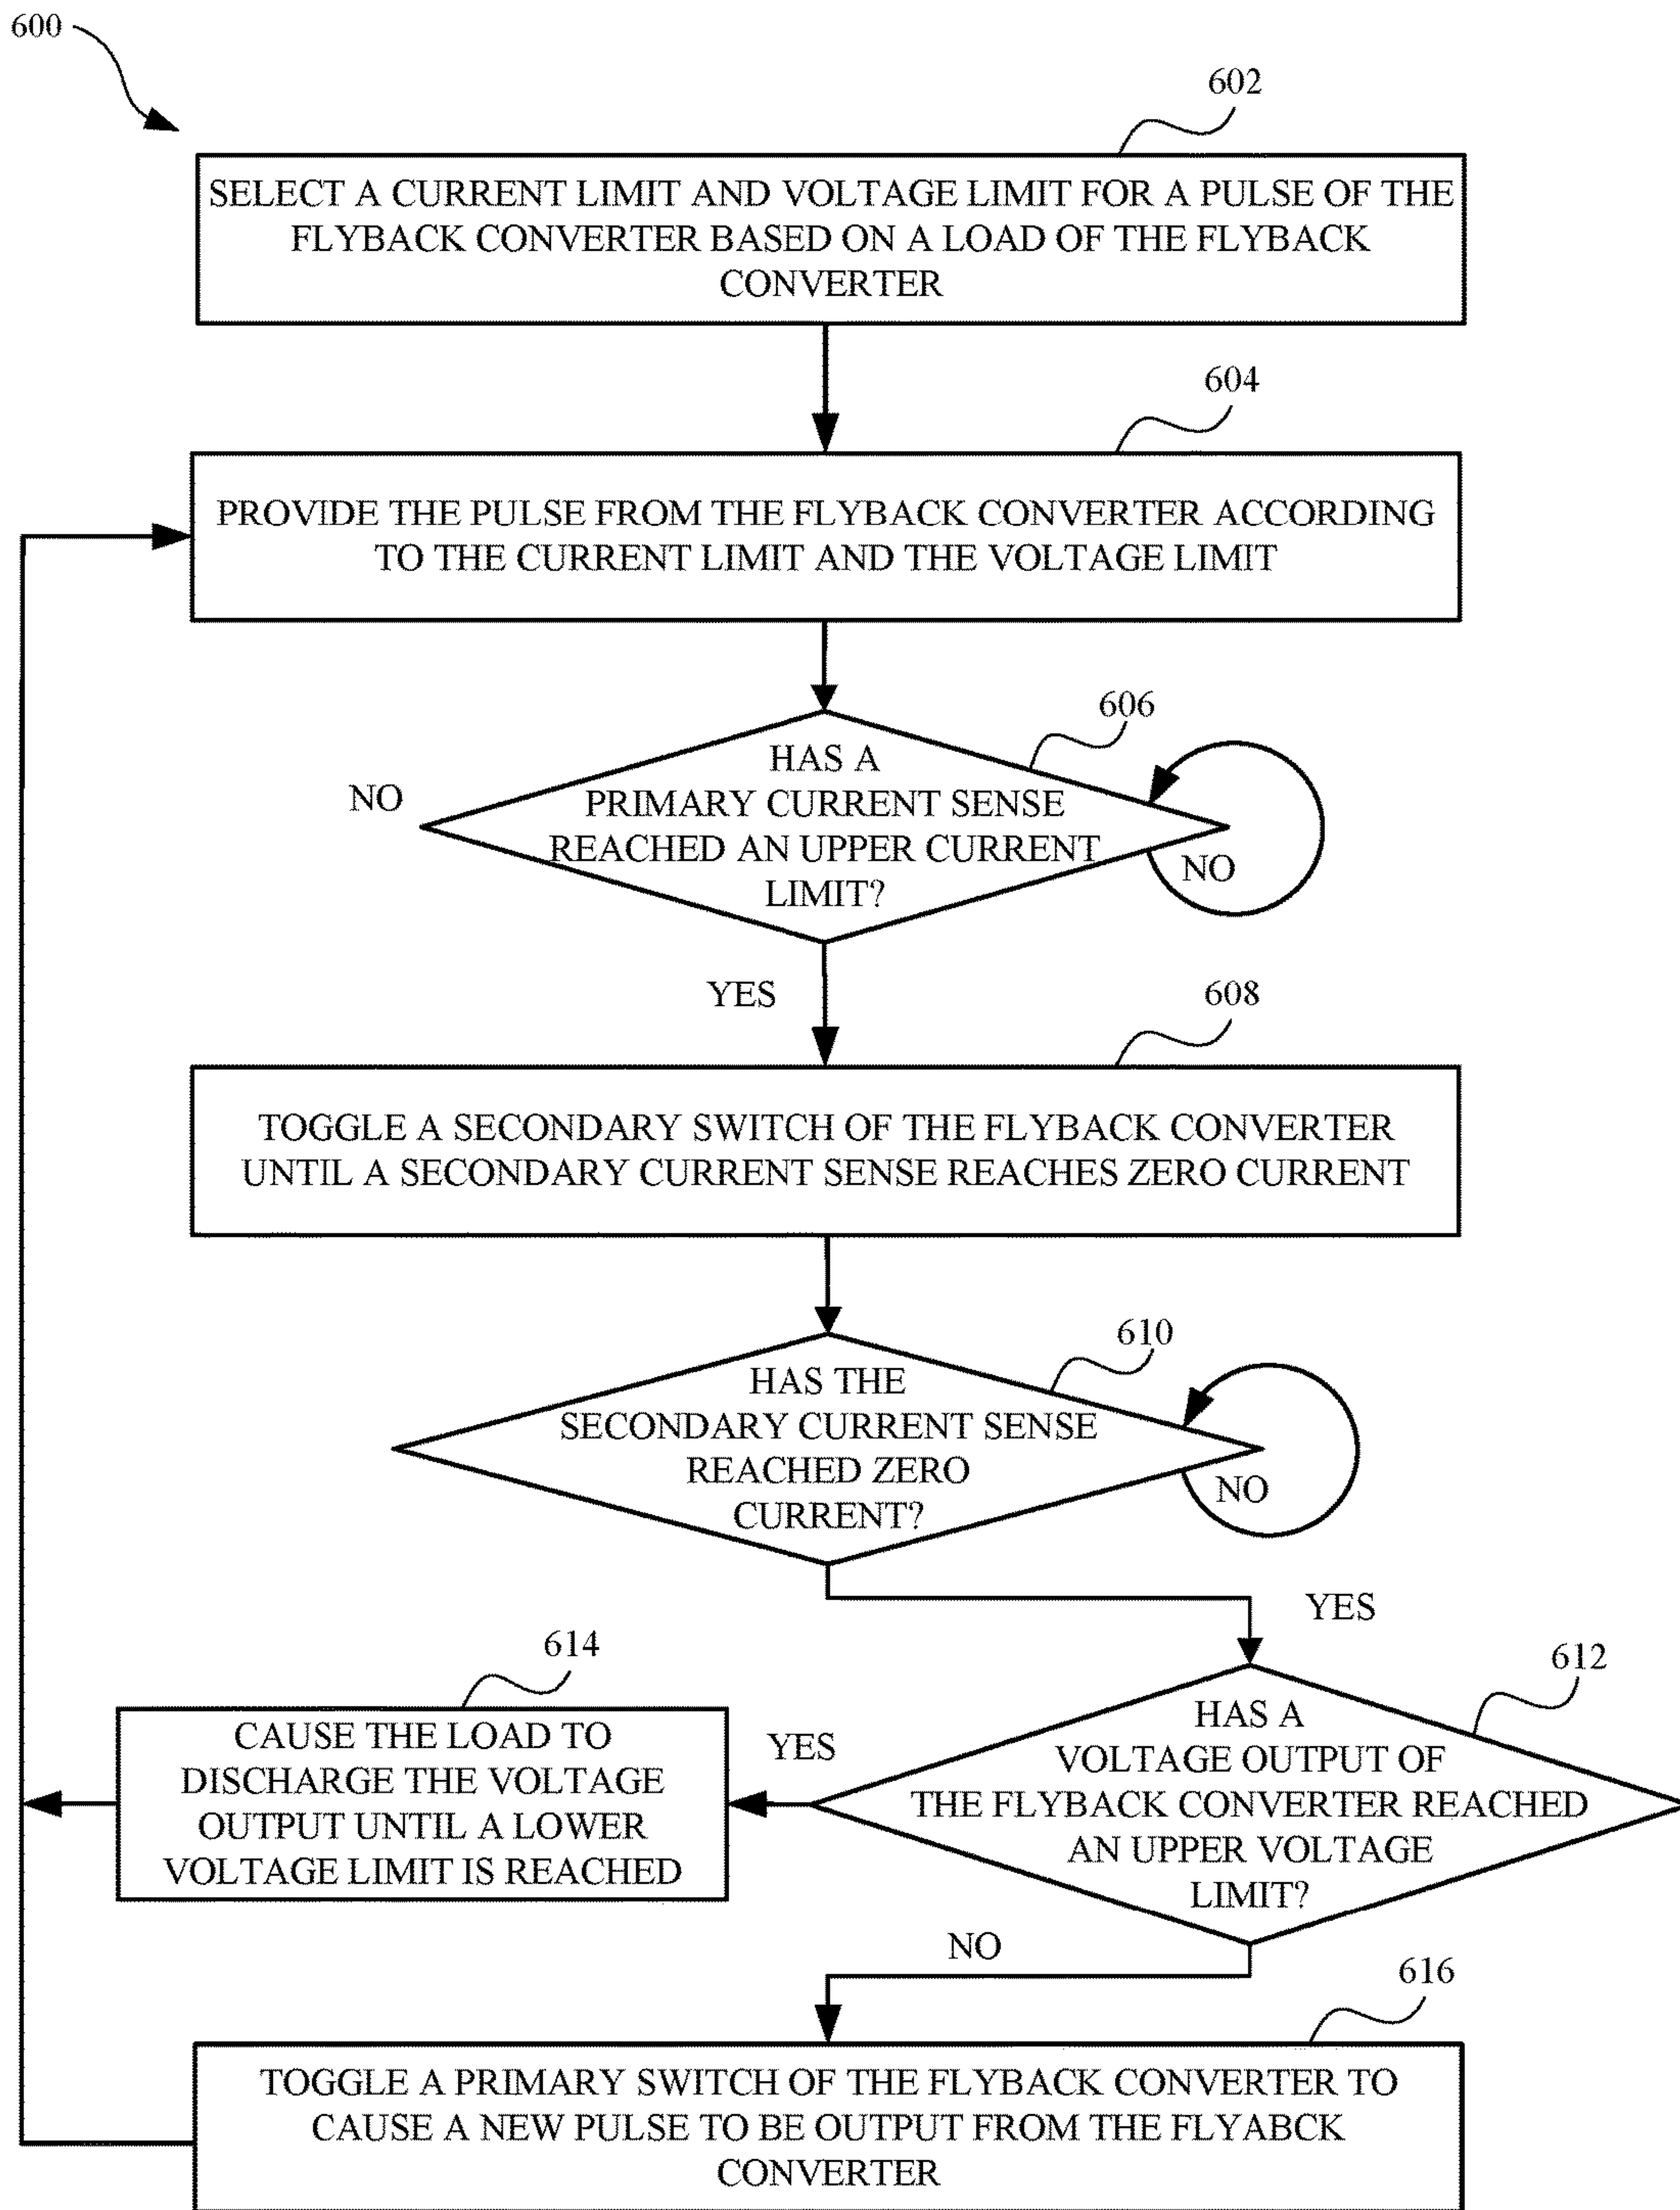 600
602
SELECT A CURRENT LIMIT AND VOLTAGE LIMIT FOR A PULSE OF THE
FLYBACK CONVERTER BASED ON A LOAD OF THE FLYBACK
CONVERTER
604
PROVIDE THE PULSE FROM THE FLYBACK CONVERTER ACCORDING
TO THE CURRENT LIMIT AND THE VOLTAGE LIMIT
606
HAS A
PRIMARY CURRENT SENSE
REACHED AN UPPER CURRENT
LIMIT?
NO
NO
YES
608
TOGGLE A SECONDARY SWITCH OF THE FLYBACK CONVERTER
UNTIL A SECONDARY CURRENT SENSE REACHES ZERO CURRENT
610
HAS THE
SECONDARY CURRENT SENSE
REACHED ZERO
CURRENT?
NO
YES
612
HAS A
VOLTAGE OUTPUT OF
THE FLYBACK CONVERTER REACHED
AN UPPER VOLTAGE
LIMIT?
YES
614
CAUSE THE LOAD TO
DISCHARGE THE VOLTAGE
OUTPUT UNTIL A LOWER
VOLTAGE LIMIT IS REACHED
NO
616
TOGGLE A PRIMARY SWITCH OF THE FLYBACK CONVERTER TO
CAUSE A NEW PULSE TO BE OUTPUT FROM THE FLYABCK
CONVERTER